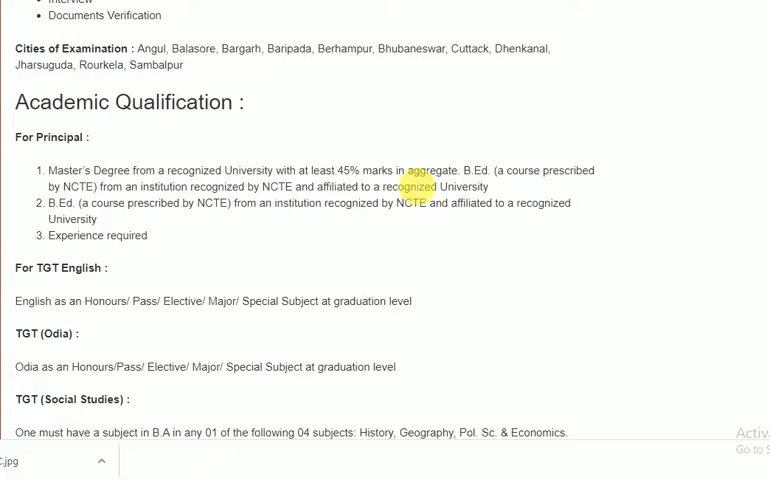 Interview
Documents Verification
Cities of Examination : Angul, Balasore, Bargarh, Baripada, Berhampur, Bhubaneswar, Cuttack, Dhenkanal,
Jharsuguda, Rourkela, Sambalpur
Academic Qualification :
For Principal :
1. Master's Degree from a recognized University with at least 45% marks in aggregate. B.Ed. (a course prescribed
by NCTE) from an institution recognized by NCTE and affiliated to a recognized University
2. B.Ed. (a course prescribed by NCTE) from an institution recognized by NCTE and affiliated to a recognized
University
3. Experience required
For TGT English :
English as an Honours/ Pass/ Elective/ Major/ Special Subject at graduation level
TGT (Odia) :
Odia as an Honours/Pass/ Elective/ Major/ Special Subject at graduation level
TGT (Social Studies) :
One must have a subject in B.A in any 01 of the following 04 subjects: History, Geography, Pol. Sc. & Economics.
Activa
Go to S
C.jpg